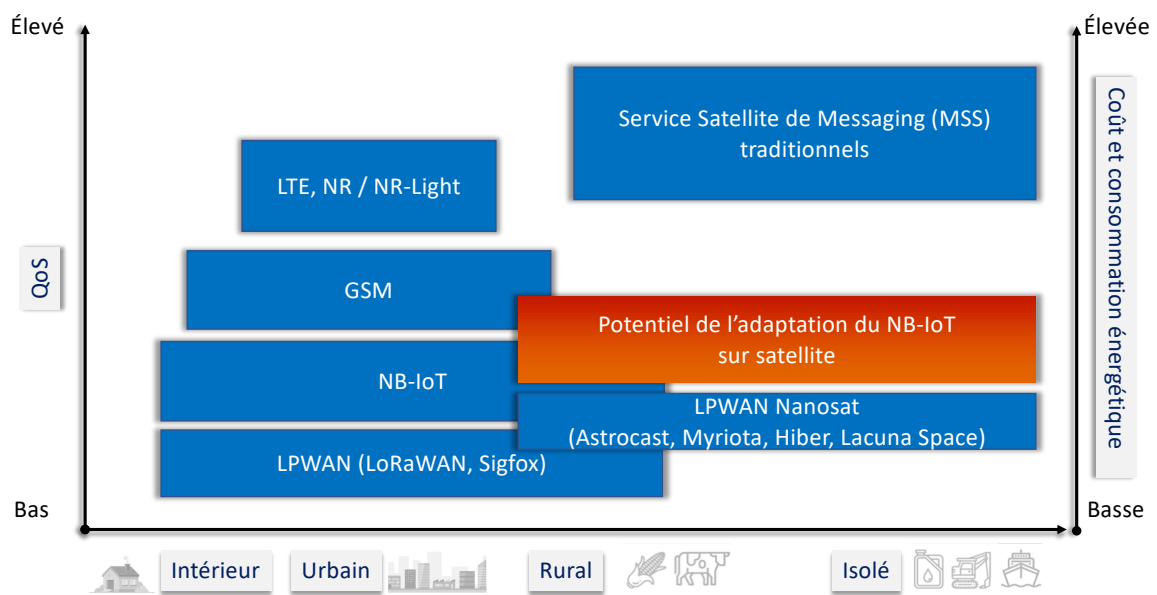 Élevé
Élevée
Service Satellite de Messaging (MSS)
traditionnels
LTE, NR / NR-Light
GSM
QoS
Coût et consommation énergétique
Potentiel de l’adaptation du NB-IoT
sur satellite
NB-IoT
LPWAN Nanosat
(Astrocast, Myriota, Hiber, Lacuna Space)
LPWAN (LoRaWAN, Sigfox)
Bas
Basse
Intérieur
Urbain
Rural
Isolé